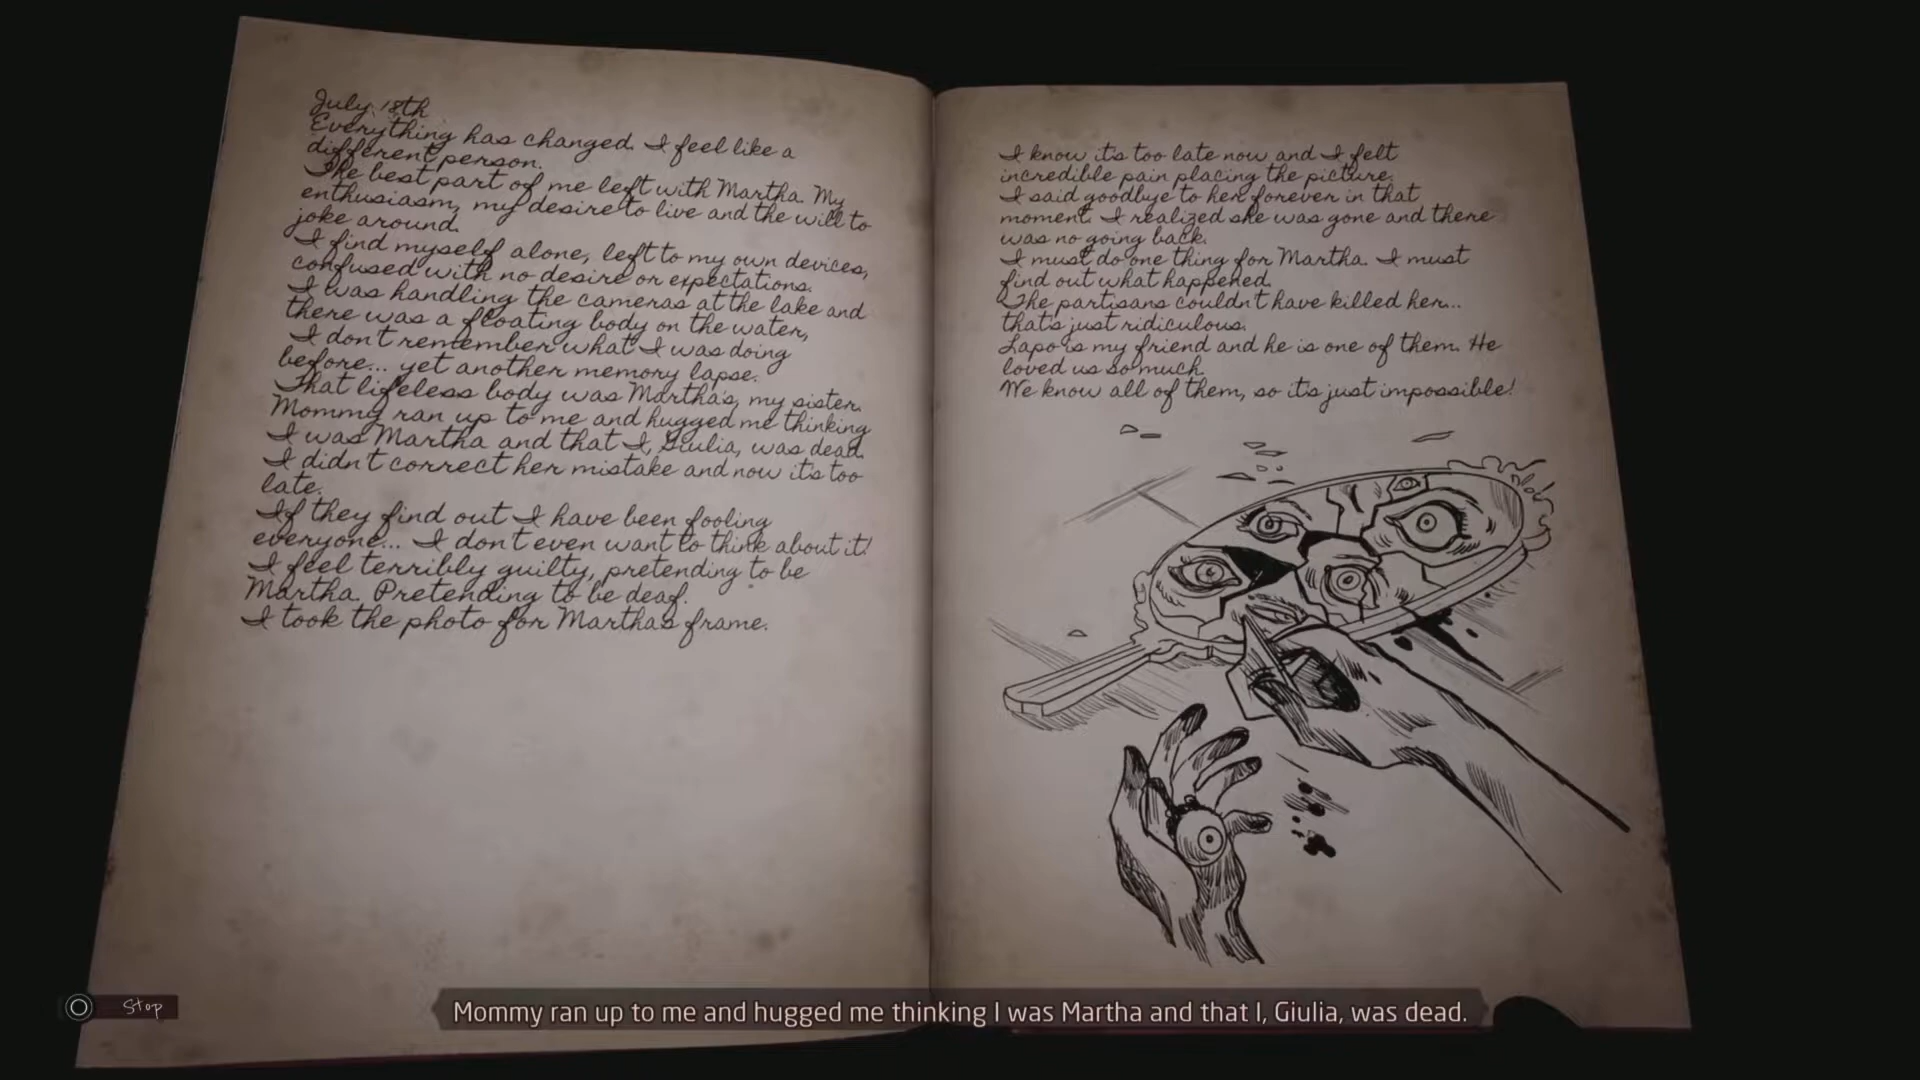 July 18th
Everything has changed. I feel like a
different person.
The best part of me left with Martha. My
enthusiasm, my desire to live and the will to
joke around.
I find myself alone, left to my own devices,
confused with no desire or expectations.
I was handling the cameras at the lake and
there was a floating body on the water,
I don't remember what I was doing
before... yet another memory lapse.
That lifeless body was Martha's, my sister.
Mommy ran up to me and hugged me thinking
I was Martha and that I, Giulia, was dead.
I didn't correct her mistake and now it's too
late.
If they find out I have been fooling
everyone... I don't even want to think about it!
I feel terribly guilty, pretending to be
Martha. Pretending to be deaf.
I took the photo for Martha's frame.
I know it's too late now and I felt
incredible pain placing the picture.
I said goodbye to her forever in that
moment. I realized she was gone and there
was no going back.
I must do one thing for Martha. I must
find out what happened.
The partisans couldn't have killed her...
that's just ridiculous.
Lapo is my friend and he is one of them. He
loved us so much.
We know all of them, so it's just impossible!
Stop
Mommy ran up to me and hugged me thinking I was Martha and that I, Giulia, was dead.